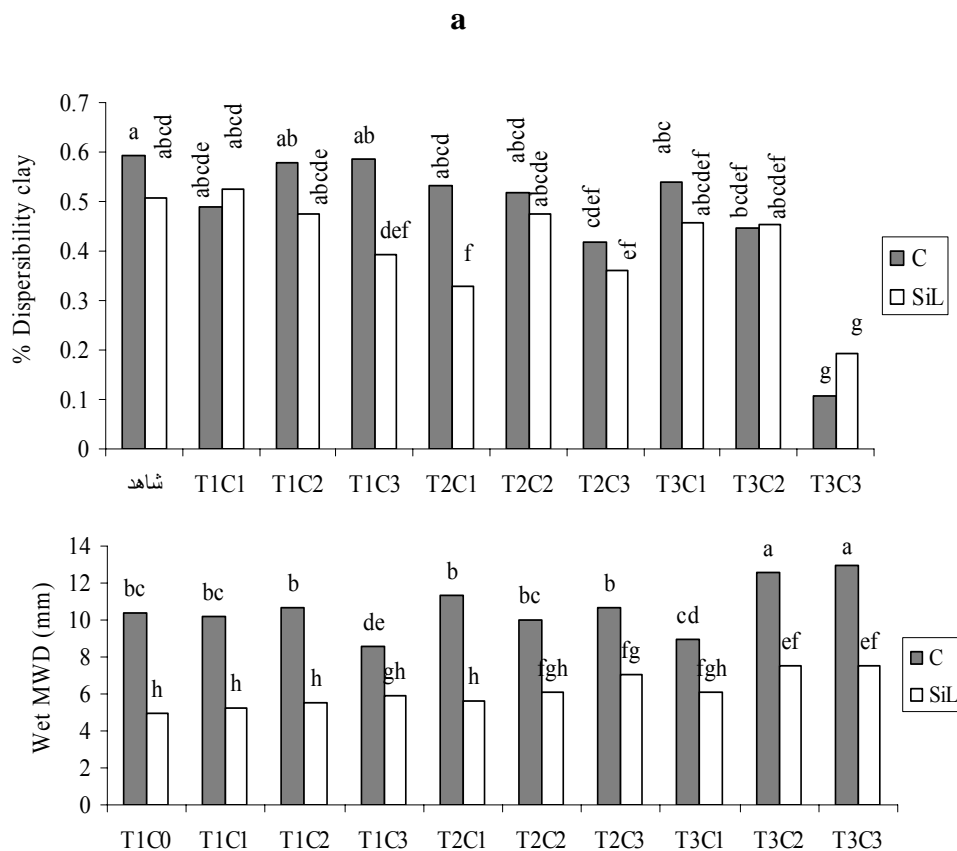 a
% Dispersibility clay
0.7
0.6
0.5
0.4
0.3
0.2
0.1
0
a
abcd
abcde
abcd
ab
abcde
ab
def
abcd
f
abcd
abcde
cdef
ef
abc
abcdef
bcdef
abcdef
g
g
شاهد T1C1 T1C2 T1C3 T2C1 T2C2 T2C3 T3C1 T3C2 T3C3
C
SiL
Wet MWD (mm)
14
12
10
8
6
4
2
0
bc
h
bc
h
b
h
de
gh
b
h
bc
fgh
b
fg
cd
fgh
a
ef
a
ef
T1C0 T1C1 T1C2 T1C3 T2C1 T2C2 T2C3 T3C1 T3C2 T3C3
C
SiL